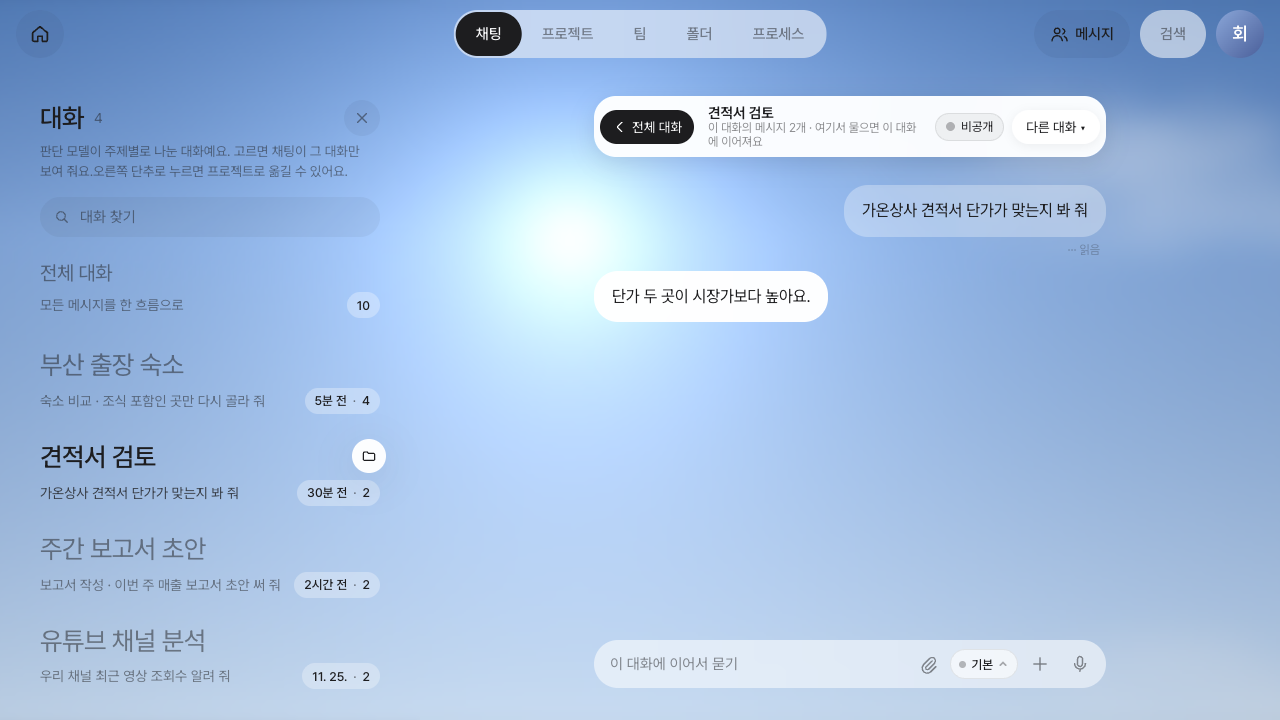 채팅
프로젝트
팀
폴더
프로세스
메시지
검색
회
대화 4
판단 모델이 주제별로 나눈 대화예요. 고르면 채팅이 그 대화만
보여 줘요.오른쪽 단추로 누르면 프로젝트로 옮길 수 있어요.
대화 찾기
전체 대화
모든 메시지를 한 흐름으로
10
부산 출장 숙소
숙소 비교 · 조식 포함인 곳만 다시 골라 줘
5분 전 · 4
견적서 검토
가온상사 견적서 단가가 맞는지 봐 줘
30분 전 · 2
주간 보고서 초안
보고서 작성 · 이번 주 매출 보고서 초안 써 줘
2시간 전 · 2
유튜브 채널 분석
우리 채널 최근 영상 조회수 알려 줘
11. 25. · 2
전체 대화
견적서 검토
이 대화의 메시지 2개 · 여기서 물으면 이 대화
에 이어져요
비공개
다른 대화 ▾
가온상사 견적서 단가가 맞는지 봐 줘
··· 읽음
단가 두 곳이 시장가보다 높아요.
이 대화에 이어서 묻기
기본